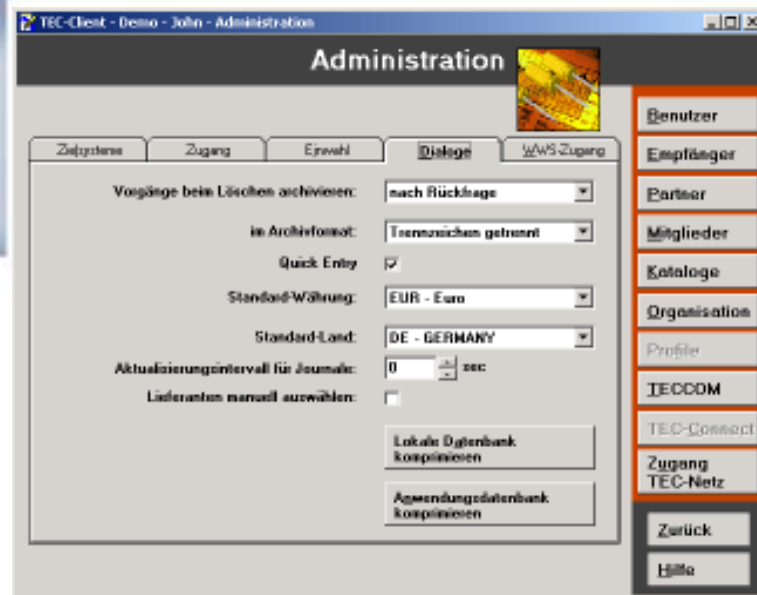 TEC-Client - Demo - John - Administration
Administration
Zielsysteme
Zugang
Einwahl
Dialoge
WWS-Zugang
Vorgänge beim Löschen archivieren:
nach Rückfrage
im Archivformat:
Trennzeichen getrennt
Quick Entry
Standard-Währung:
EUR - Euro
Standard-Land:
DE - GERMANY
Aktualisierungsintervall für Journale:
0
sec
Lieferanten manuell auswählen:
Lokale Datenbank
komprimieren
Anwendungsdatenbank
komprimieren
Benutzer
Empfänger
Partner
Mitglieder
Kataloge
Organisation
Profile
TECCOM
TEC-Connect
Zugang
TEC-Netz
Zurück
Hilfe